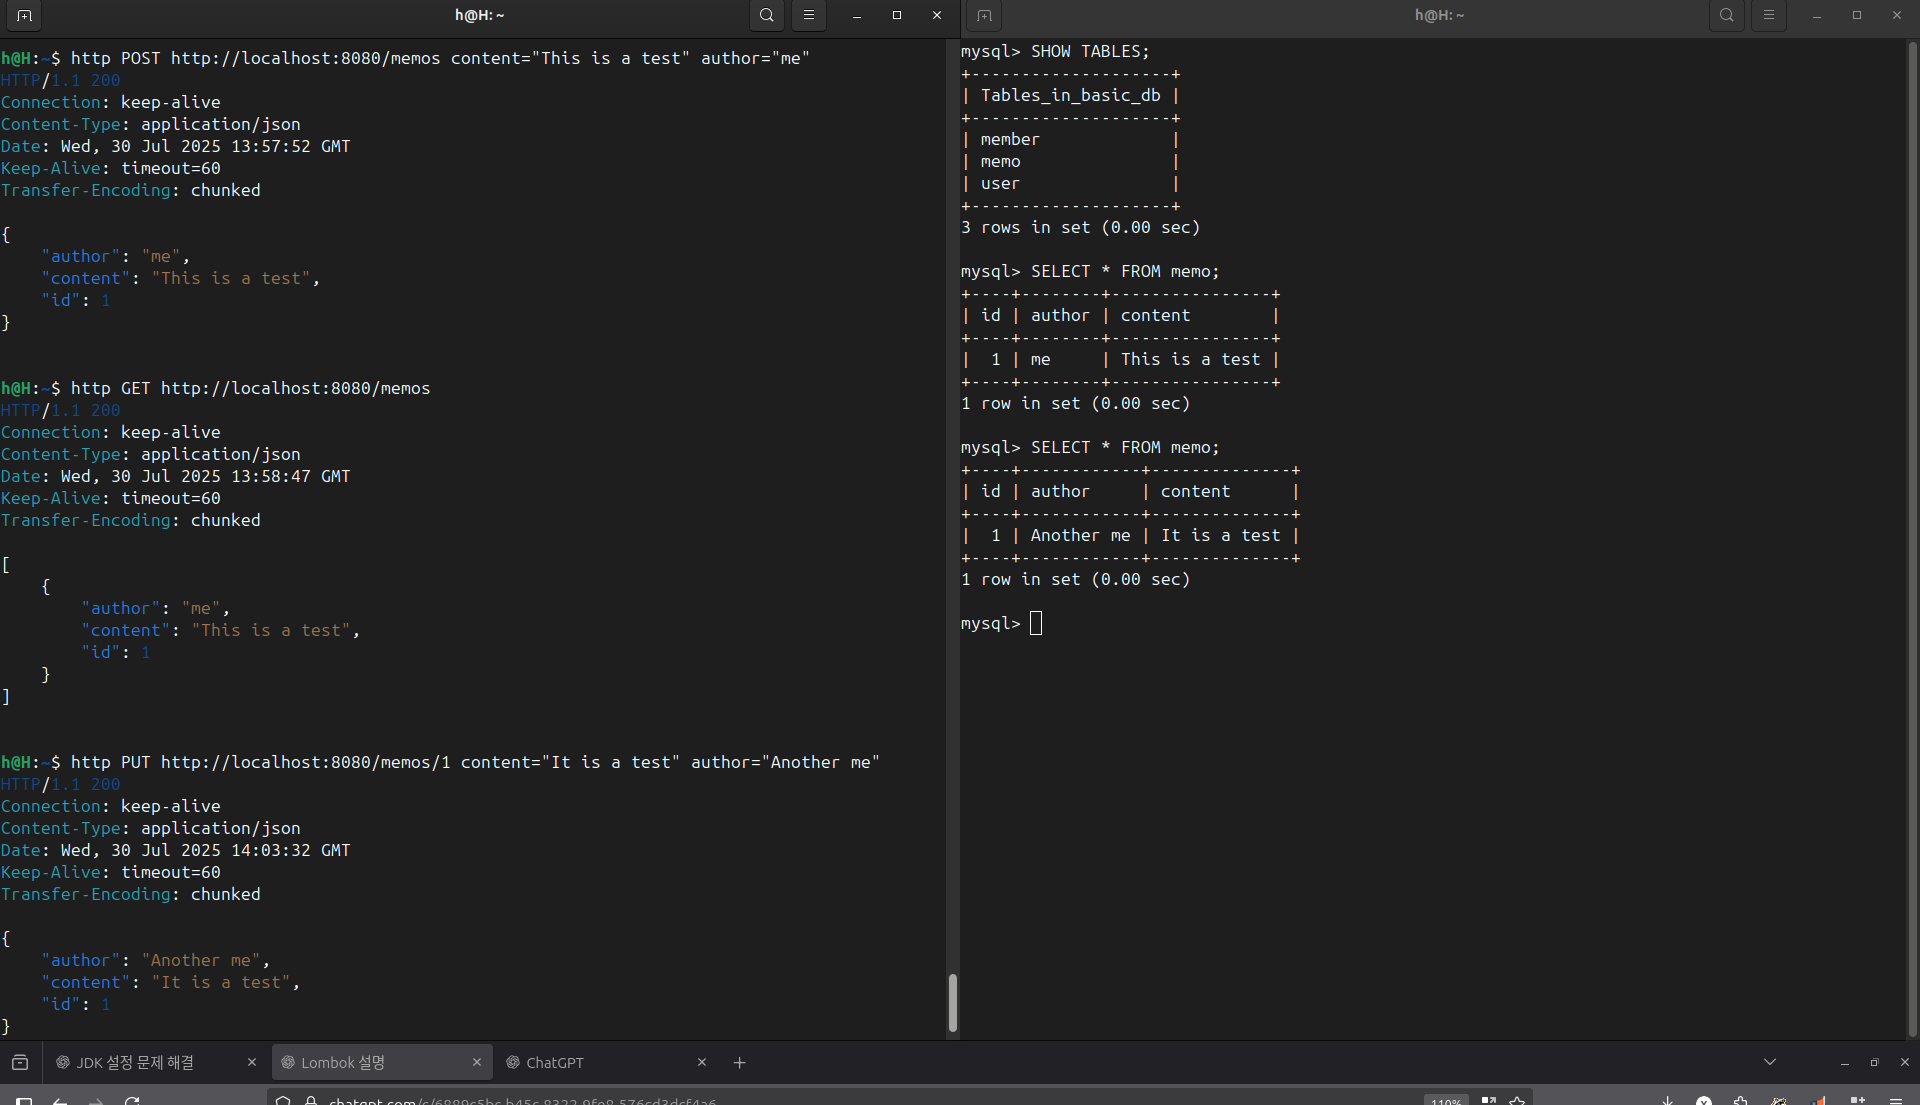 h@H: ~
h@H:~$ http POST http://localhost:8080/memos content="This is a test" author="me"
HTTP/1.1 200
Connection: keep-alive
Content-Type: application/json
Date: Wed, 30 Jul 2025 13:57:52 GMT
Keep-Alive: timeout=60
Transfer-Encoding: chunked
{
    "author": "me",
    "content": "This is a test",
    "id": 1
}
h@H:~$ http GET http://localhost:8080/memos
HTTP/1.1 200
Connection: keep-alive
Content-Type: application/json
Date: Wed, 30 Jul 2025 13:58:47 GMT
Keep-Alive: timeout=60
Transfer-Encoding: chunked
[
    {
        "author": "me",
        "content": "This is a test",
        "id": 1
    }
]
h@H:~$ http PUT http://localhost:8080/memos/1 content="It is a test" author="Another me"
HTTP/1.1 200
Connection: keep-alive
Content-Type: application/json
Date: Wed, 30 Jul 2025 14:03:32 GMT
Keep-Alive: timeout=60
Transfer-Encoding: chunked
{
    "author": "Another me",
    "content": "It is a test",
    "id": 1
}
h@H: ~
mysql> SHOW TABLES;
+--------------------+
| Tables_in_basic_db |
+--------------------+
| member             |
| memo               |
| user               |
+--------------------+
3 rows in set (0.00 sec)
mysql> SELECT * FROM memo;
+----+--------+----------------+
| id | author | content        |
+----+--------+----------------+
|  1 | me     | This is a test |
+----+--------+----------------+
1 row in set (0.00 sec)
mysql> SELECT * FROM memo;
+----+------------+--------------+
| id | author     | content      |
+----+------------+--------------+
|  1 | Another me | It is a test |
+----+------------+--------------+
1 row in set (0.00 sec)
mysql>
JDK 설정 문제 해결
Lombok 설명
ChatGPT
110%